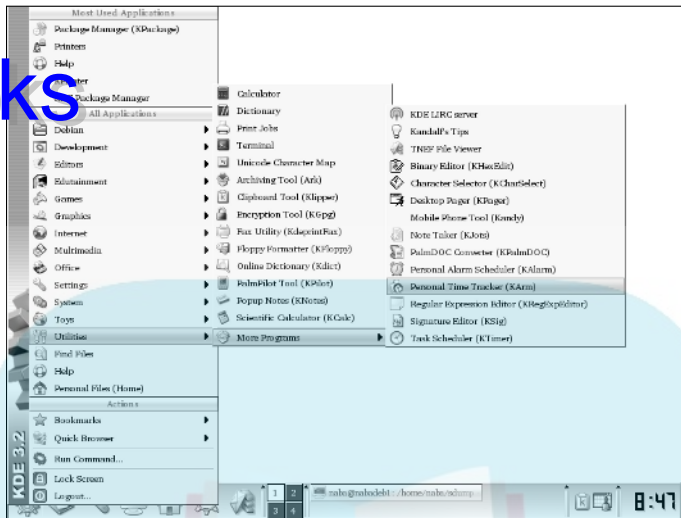 Most Used Applications
Package Manager (KPackage)
Printers
Help
Package Manager
ks
All Applications
Debian
Development
Editors
Edutainment
Games
Graphics
Internet
Multimedia
Office
Settings
System
Toys
Utilities
Find Files
Help
Personal Files (Home)
Actions
Bookmarks
Quick Browser
Run Command...
Lock Screen
Logout...
KDE 3.2
Calculator
Dictionary
Print Jobs
Terminal
Unicode Character Map
Archiving Tool (Ark)
Clipboard Tool (Klipper)
Encryption Tool (KGpg)
Fax Utility (KdeprintFax)
Floppy Formatter (KFloppy)
Online Dictionary (Kdict)
PalmPilot Tool (KPilot)
Popup Notes (KNotes)
Scientific Calculator (KCalc)
More Programs
KDE LIRC server
Kandalf's Tips
TNEF File Viewer
Binary Editor (KHexEdit)
Character Selector (KCharSelect)
Desktop Pager (KPager)
Mobile Phone Tool (Kandy)
Note Taker (KJots)
PalmDOC Converter (KPalmDOC)
Personal Alarm Scheduler (KAlarm)
Personal Time Tracker (KArm)
Regular Expression Editor (KRegExpEditor)
Signature Editor (KSig)
Task Scheduler (KTimer)
1 2
3 4
8:47